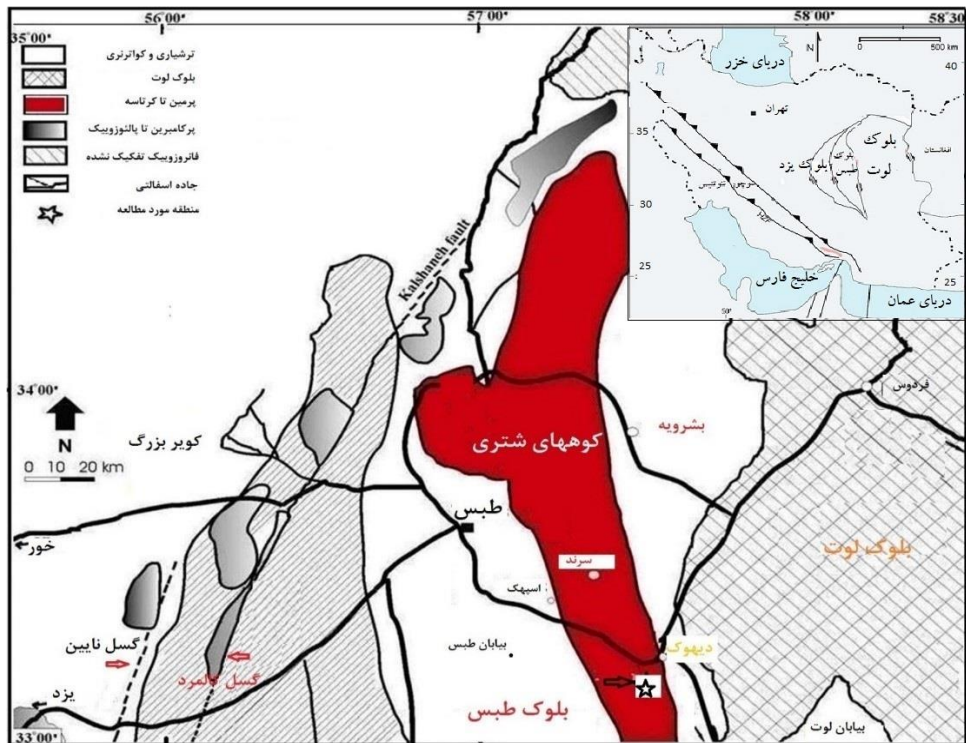 56°00' 57°00' 58°00' 58°30'
35°00'
ترشیاری و کواترنری
بلوک لوت
پرمین تا کرتاسه
پرکامبرین تا پالئوزوییک
فانروزوییک تفکیک نشده
جاده اسفالتی
منطقه مورد مطالعه
N
0 500 km
دریای خزر
40
تهران
35
بلوک لوت
بلوک طبس
بلوک یزد
افغانستان
35
30
30
25
25
خلیج فارس
دریای عمان
50°
Kalshaneh fault
34°00'
N
0 10 20 km
کویر بزرگ
کوههای شتری
بشرویه
فردوس
طبس
خور
سرند
اسپهک
بلوک لوت
گسل نایین
گسل کالمرد
بیابان طبس
دیهوک
یزد
بلوک طبس
بیابان لوت
33°00'